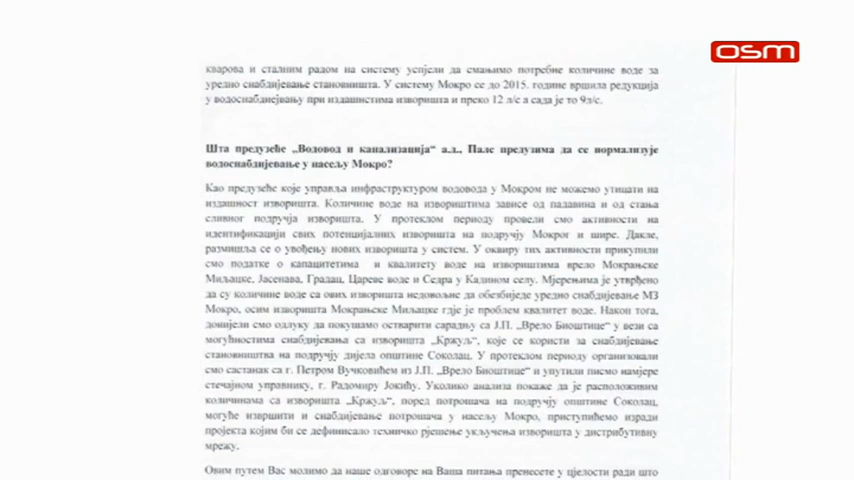 osm
кварова и сталним радом на систему успјели да смањимо потребне количине воде за
уредно снабдијевање становништа. У систему Мокро се до 2015. године вршила редукција
у водоснабдиејвању при издашистима изворишта и преко 12 л/с а сада је то 9л/с.
Шта предузеће „Водовод и канализација“ а.д., Пале предузима да се нормализује
водоснабдијевање у насељу Мокро?
Као предузеће које управља инфраструктуром водовода у Мокром не можемо утицати на
издашност изворишта. Количине воде на извориштима зависе од падавина и од стања
сливног подручја изворишта. У протеклом периоду провели смо активности на
идентификацији свих потенцијалних изворишта на подручју Мокрог и шире. Дакле,
размишља се о увођењу нових изворишта у систем. У оквиру тих активности прикупили
смо податке о капацитетима и квалитету воде на извориштима врело Мокрањске
Миљацке, Јасенава, Градац, Цареве воде и Седра у Кадином селу. Мјерењима је утврђено
да су количине воде са ових изворишта недовољне да обезбиједе уредно снабдијевање МЗ
Мокро, осим изворишта Мокрањске Миљацке гдје је проблем квалитет воде. Након тога,
донијели смо одлуку да покушамо остварити сарадњу са Ј.П. „Врело Биоштице“ у вези са
могућностима снабдијевања са изворишта „Кржуљ“, које се користи за снабдијевање
становништва на подручју дијела општине Соколац. У протеклом периоду организовали
смо састанак са г. Петром Вучковићем из Ј.П. „Врело Биоштице“ и упутили писмо намјере
стечајном управнику, г. Радомиру Јокићу. Уколико анализа покаже да је расположивим
количинама са изворишта „Кржуљ“, поред потрошача на подручју општине Соколац,
могуће извршити и снабдијевање потрошача у насељу Мокро, приступићемо изради
пројекта којим би се дефинисало техничко рјешење укључења изворишта у дистрибутивну
мрежу.
Овим путем Вас молимо да наше одговоре на Ваша питања пренесете у цјелости ради што